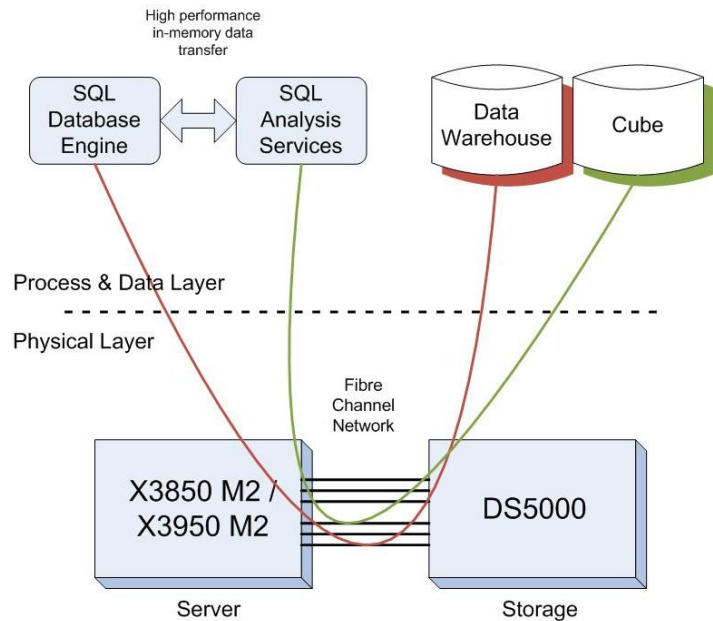 High performance
in-memory data
transfer
SQL
Database
Engine
SQL
Analysis
Services
Data
Warehouse
Cube
Process & Data Layer
Physical Layer
Fibre
Channel
Network
X3850 M2 /
X3950 M2
DS5000
Server
Storage